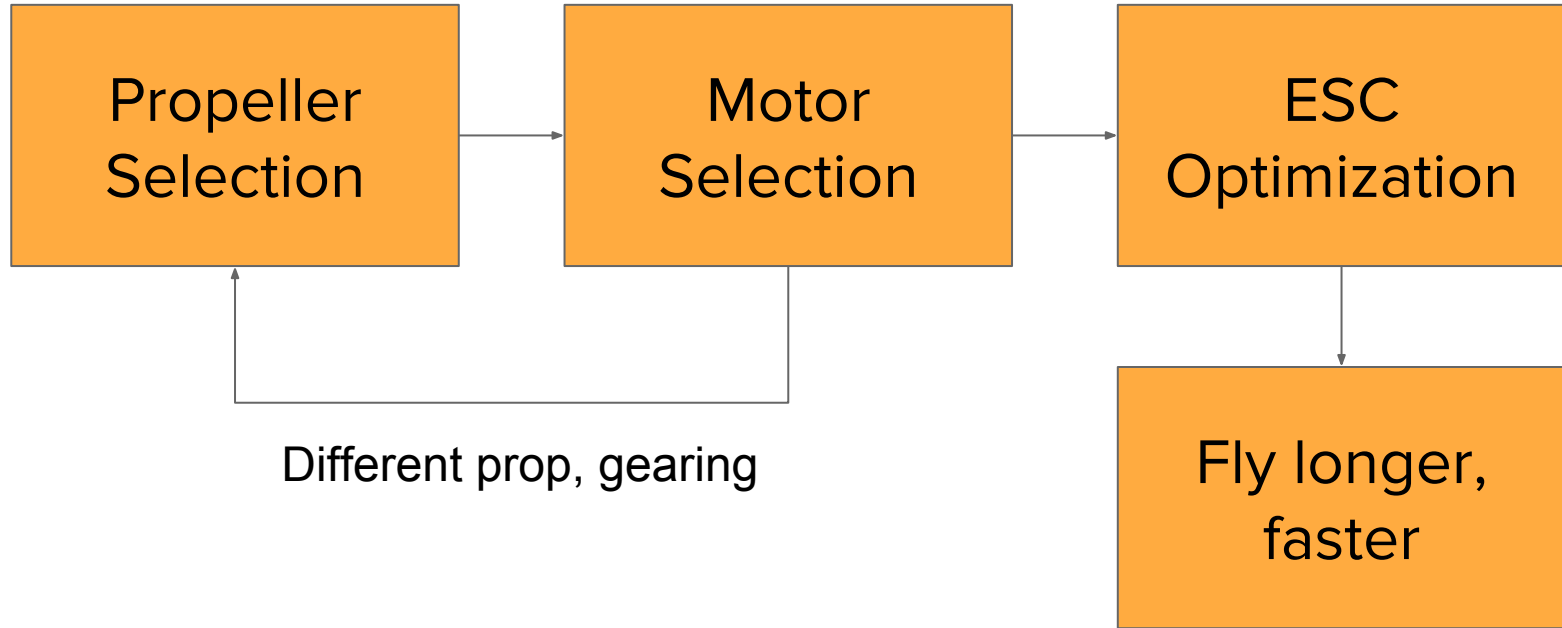 Propeller
Selection
Motor
Selection
ESC
Optimization
Different prop, gearing
Fly longer,
faster